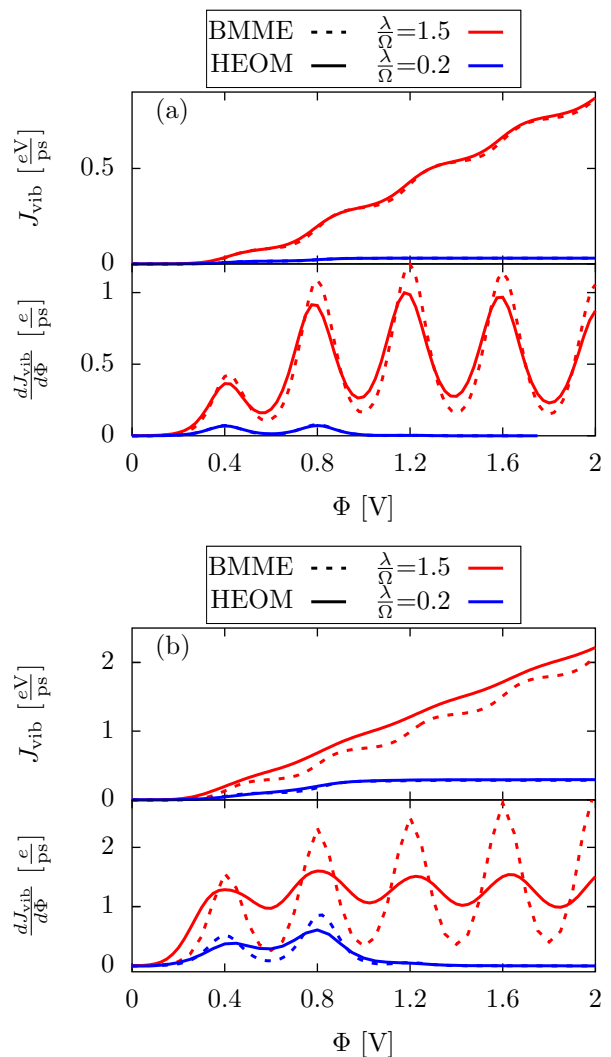 BMME λ/Ω=1.5
HEOM λ/Ω=0.2
(a)
J_vib [eV/ps]
0.5
0
dJ_vib/dΦ [e/ps]
1
0.5
0
0.4 0.8 1.2 1.6 2
Φ [V]
BMME λ/Ω=1.5
HEOM λ/Ω=0.2
(b)
J_vib [eV/ps]
2
1
0
dJ_vib/dΦ [e/ps]
2
1
0
0 0.4 0.8 1.2 1.6 2
Φ [V]